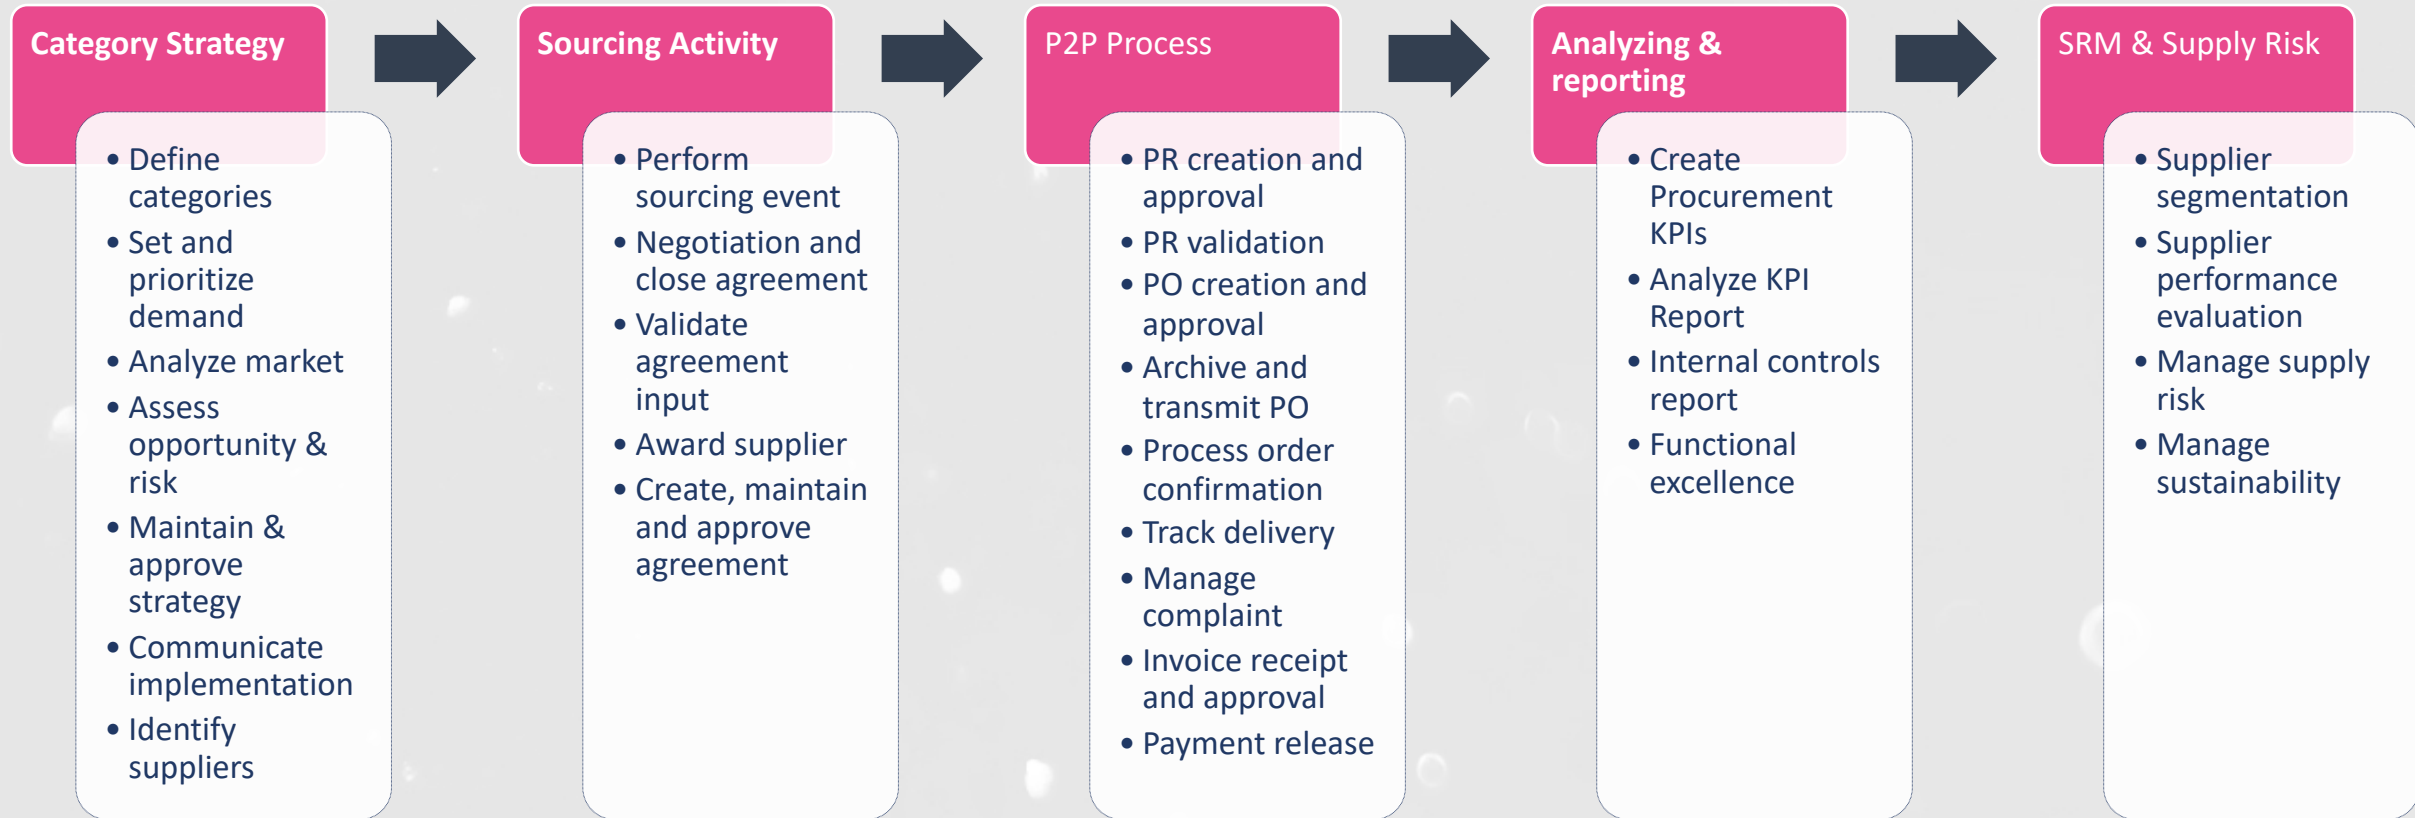 Category Strategy
• Define
categories
• Set and
prioritize
demand
• Analyze market
• Assess
opportunity &
risk
• Maintain &
approve
strategy
• Communicate
implementation
• Identify
suppliers
Sourcing Activity
• Perform
sourcing event
• Negotiation and
close agreement
• Validate
agreement
input
• Award supplier
• Create, maintain
and approve
agreement
P2P Process
• PR creation and
approval
• PR validation
• PO creation and
approval
• Archive and
transmit PO
• Process order
confirmation
• Track delivery
• Manage
complaint
• Invoice receipt
and approval
• Payment release
Analyzing &
reporting
• Create
Procurement
KPIs
• Analyze KPI
Report
• Internal controls
report
• Functional
excellence
SRM & Supply Risk
• Supplier
segmentation
• Supplier
performance
evaluation
• Manage supply
risk
• Manage
sustainability